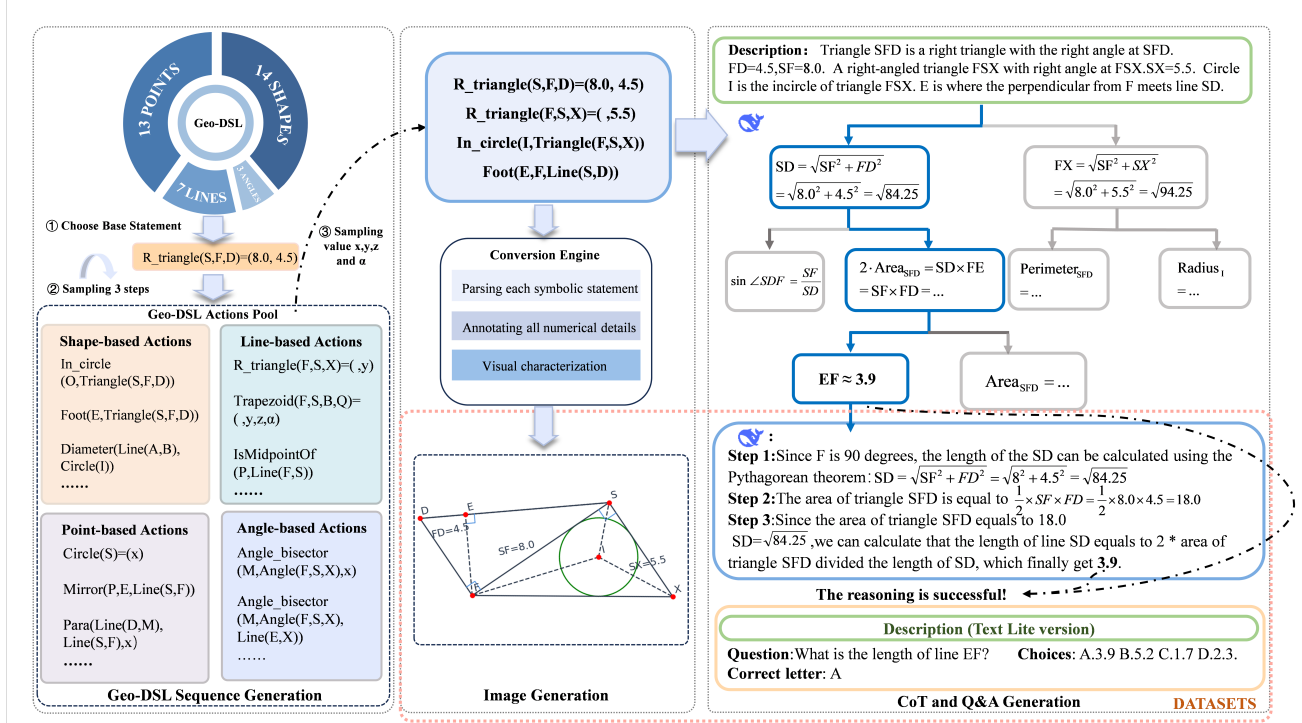 13 POINTS
14 SHAPES
Geo-DSL
7 LINES
3 ANGLES
① Choose Base Statement
R_triangle(S,F,D)=(8.0, 4.5)
② Sampling 3 steps
③ Sampling
value x,y,z
and α
Geo-DSL Actions Pool
Shape-based Actions
In_circle
(O,Triangle(S,F,D))
Foot(E,Triangle(S,F,D))
Diameter(Line(A,B),
Circle(I))
......
Line-based Actions
R_triangle(F,S,X)=( ,y)
Trapezoid(F,S,B,Q)=
( ,y,z,α)
IsMidpointOf
(P,Line(F,S))
......
Point-based Actions
Circle(S)=(x)
Mirror(P,E,Line(S,F))
Para(Line(D,M),
Line(S,F),x)
......
Angle-based Actions
Angle_bisector
(M,Angle(F,S,X),x)
Angle_bisector
(M,Angle(F,S,X),
Line(E,X))
......
Geo-DSL Sequence Generation
R_triangle(S,F,D)=(8.0, 4.5)
R_triangle(F,S,X)=( ,5.5)
In_circle(I,Triangle(F,S,X))
Foot(E,F,Line(S,D))
Conversion Engine
Parsing each symbolic statement
Annotating all numerical details
Visual characterization
D
E
S
FD=4.5
SF=8.0
SX=5.5
I
F
X
Image Generation
Description: Triangle SFD is a right triangle with the right angle at SFD.
FD=4.5,SF=8.0. A right-angled triangle FSX with right angle at FSX.SX=5.5. Circle
I is the incircle of triangle FSX. E is where the perpendicular from F meets line SD.
SD = √SF² + FD²
= √8.0² + 4.5² = √84.25
FX = √SF² + SX²
= √8.0² + 5.5² = √94.25
sin ∠SDF = SF/SD
2·Area_SFD = SD×FE
= SF×FD = ...
Perimeter_SFD
= ...
Radius_I
= ...
EF ≈ 3.9
Area_SFD = ...
:
Step 1:Since F is 90 degrees, the length of the SD can be calculated using the
Pythagorean theorem: SD = √SF² + FD² = √8² + 4.5² = √84.25
Step 2:The area of triangle SFD is equal to 1/2 × SF × FD = 1/2 × 8.0 × 4.5 = 18.0
Step 3:Since the area of triangle SFD equals to 18.0
SD=√84.25 ,we can calculate that the length of line SD equals to 2 * area of
triangle SFD divided the length of SD, which finally get 3.9.
The reasoning is successful!
Description (Text Lite version)
Question:What is the length of line EF? Choices: A.3.9 B.5.2 C.1.7 D.2.3.
Correct letter: A
CoT and Q&A Generation
DATASETS